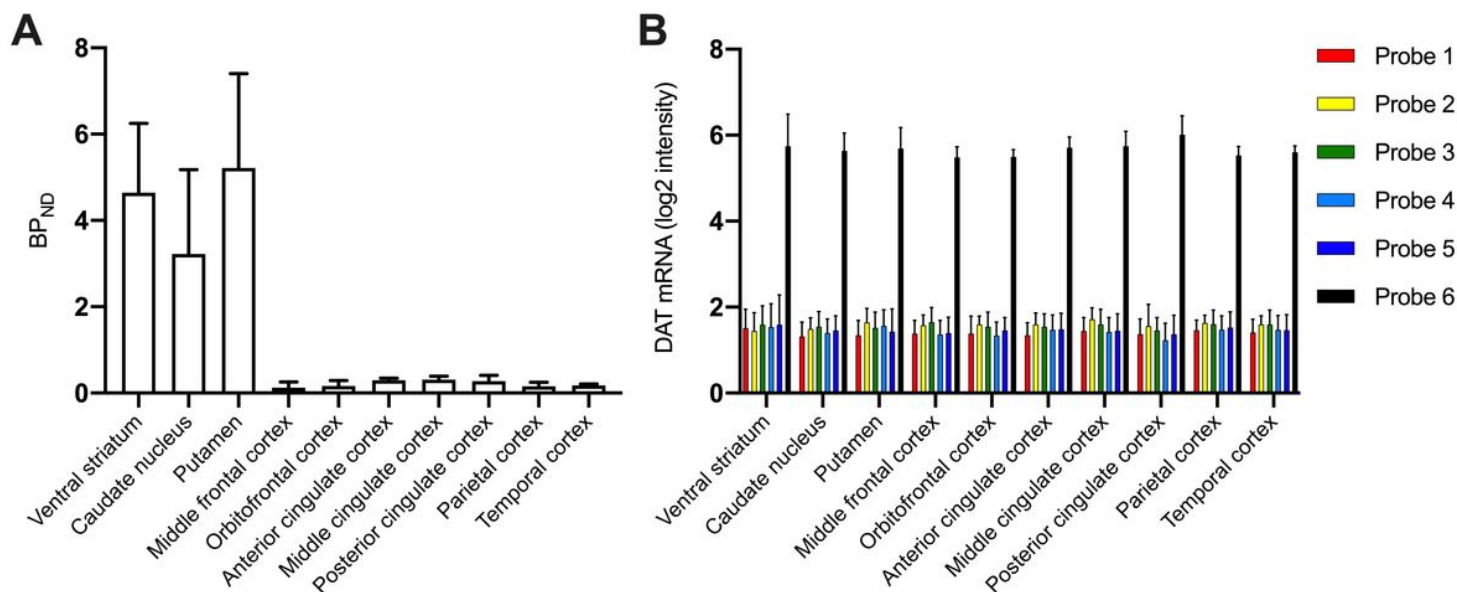 A
8
6
4
2
0
BPND
Ventral striatum
Caudate nucleus
Putamen
Middle frontal cortex
Orbitofrontal cortex
Anterior cingulate cortex
Middle cingulate cortex
Posterior cingulate cortex
Parietal cortex
Temporal cortex
B
8
6
4
2
0
DAT mRNA (log2 intensity)
Ventral striatum
Caudate nucleus
Putamen
Middle frontal cortex
Orbitofrontal cortex
Anterior cingulate cortex
Middle cingulate cortex
Posterior cingulate cortex
Parietal cortex
Temporal cortex
Probe 1
Probe 2
Probe 3
Probe 4
Probe 5
Probe 6